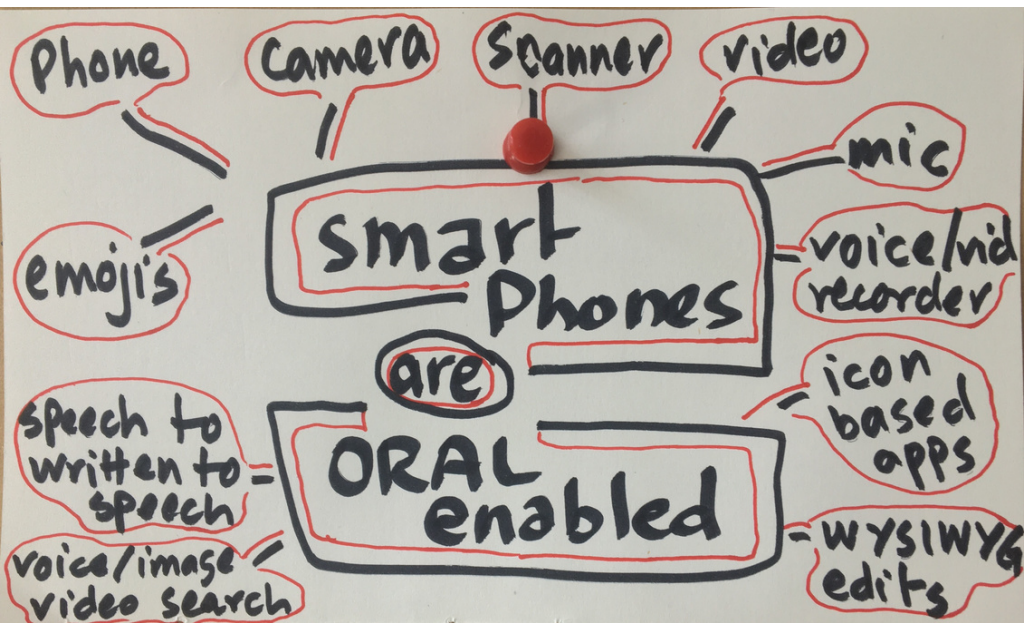 Phone
camera
Scanner
video
mic
voice/vid
recorder
icon
based
apps
WYSIWYG
edits
smart
Phones
are
ORAL
enabled
emojis
speech to
written to
speech
voice/image
video search